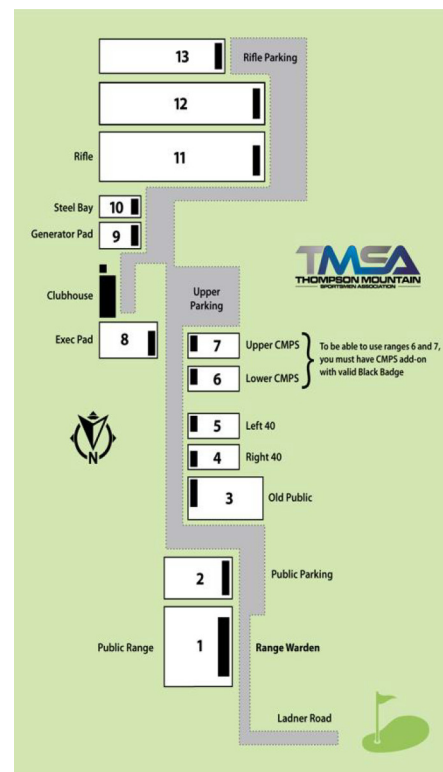 13
Rifle Parking
12
Rifle
11
Steel Bay
10
Generator Pad
9
TMSA
THOMPSON MOUNTAIN
SPORTSMEN ASSOCIATION
Clubhouse
Upper
Parking
Exec Pad
8
7
Upper CMPS
6
Lower CMPS
To be able to use ranges 6 and 7,
you must have CMPS add-on
with valid Black Badge
N
5
Left 40
4
Right 40
3
Old Public
2
Public Parking
Public Range
1
Range Warden
Ladner Road